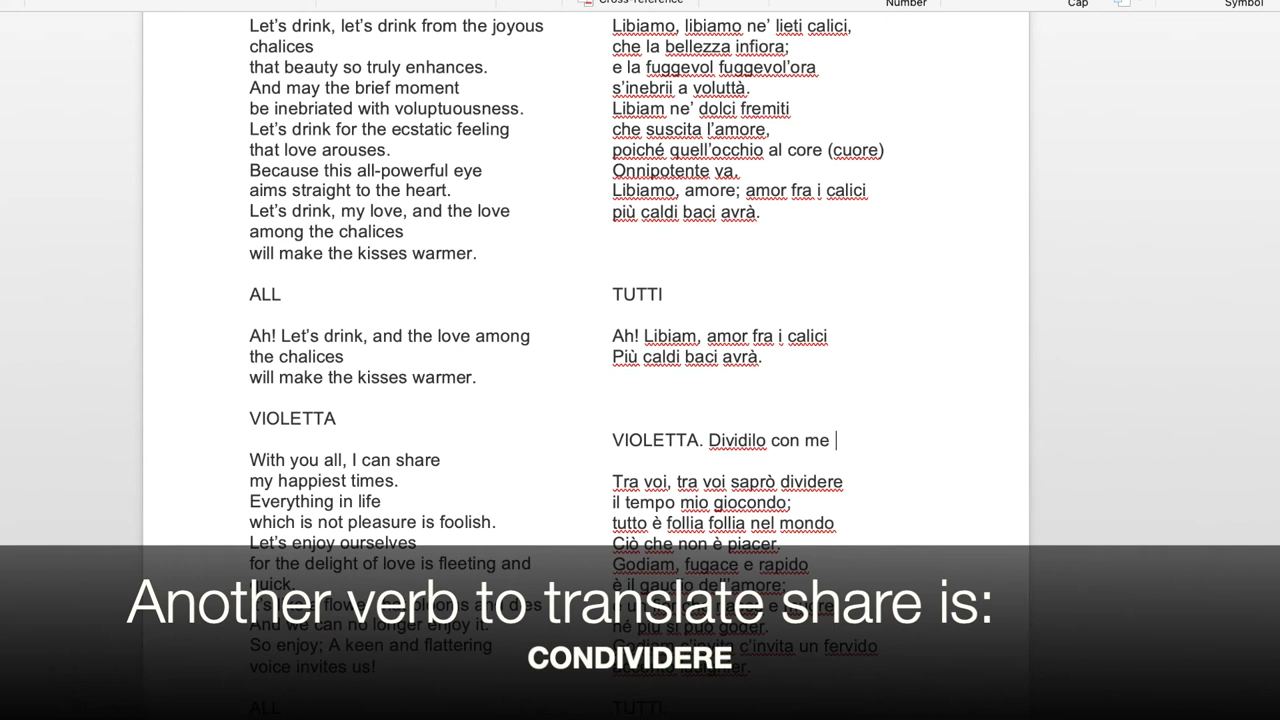 Cross-reference
Number
Cap
Symbol
Let's drink, let's drink from the joyous
chalices
that beauty so truly enhances.
And may the brief moment
be inebriated with voluptuousness.
Let's drink for the ecstatic feeling
that love arouses.
Because this all-powerful eye
aims straight to the heart.
Let's drink, my love, and the love
among the chalices
will make the kisses warmer.
ALL
Ah! Let's drink, and the love among
the chalices
will make the kisses warmer.
VIOLETTA
With you all, I can share
my happiest times.
Everything in life
which is not pleasure is foolish.
Let's enjoy ourselves
for the delight of love is fleeting and
quick.
And we can no longer enjoy it.
So enjoy; A keen and flattering
voice invites us!
ALL
Libiamo, libiamo ne' lieti calici,
che la bellezza infiora;
e la fuggevol fuggevol'ora
s'inebrii a voluttà.
Libiam ne' dolci fremiti
che suscita l'amore,
poiché quell'occhio al core (cuore)
Onnipotente va.
Libiamo, amore; amor fra i calici
più caldi baci avrà.
TUTTI
Ah! Libiam, amor fra i calici
Più caldi baci avrà.
VIOLETTA. Dividilo con me
Tra voi, tra voi saprò dividere
il tempo mio giocondo;
tutto è follia follia nel mondo
Ciò che non è piacer.
Godiam, fugace e rapido
è il gaudio dell'amore;
né più si può goder.
Godiam c'invita c'invita un fervido
TUTTI
Another verb to translate share is:
CONDIVIDERE